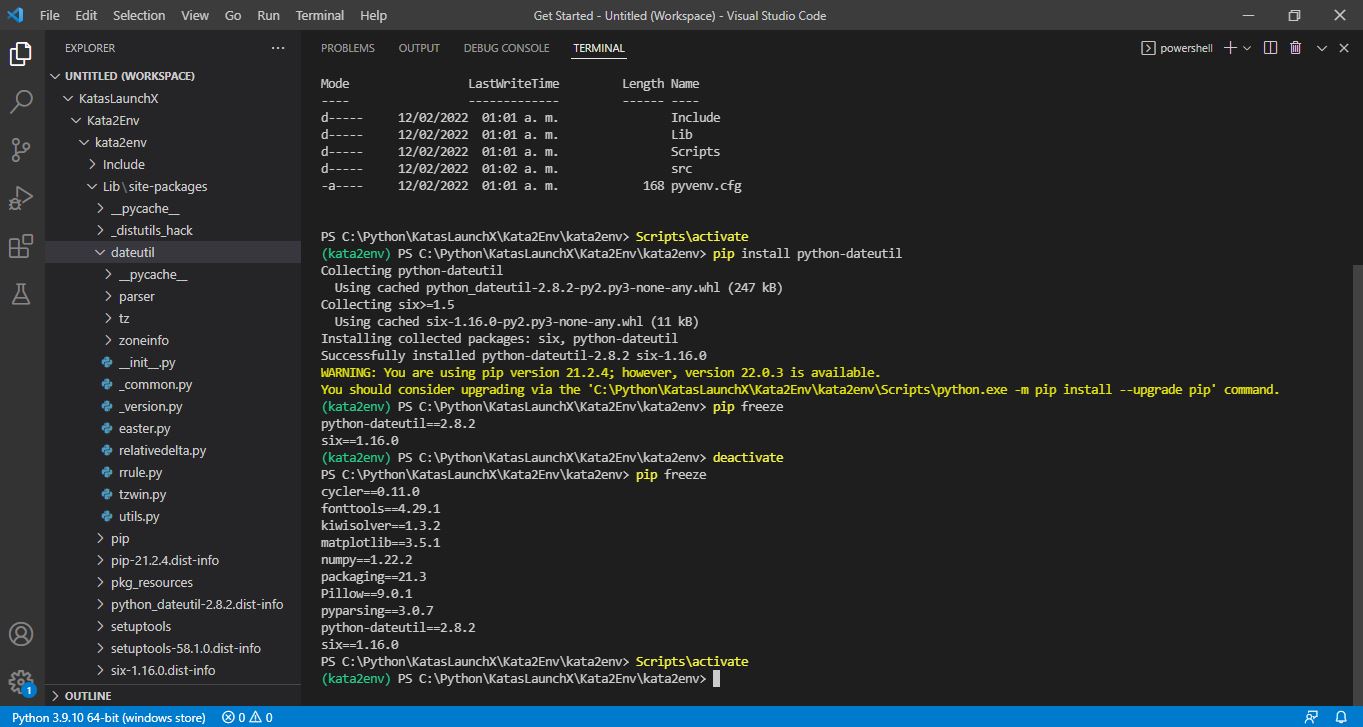 File Edit Selection View Go Run Terminal Help
Get Started - Untitled (Workspace) - Visual Studio Code
EXPLORER
UNTITLED (WORKSPACE)
KatasLaunchX
Kata2Env
kata2env
Include
Lib\site-packages
__pycache__
_distutils_hack
dateutil
__pycache__
parser
tz
zoneinfo
__init__.py
_common.py
_version.py
easter.py
relativedelta.py
rrule.py
tzwin.py
utils.py
pip
pip-21.2.4.dist-info
pkg_resources
python_dateutil-2.8.2.dist-info
setuptools
setuptools-58.1.0.dist-info
six-1.16.0.dist-info
OUTLINE
1
PROBLEMS OUTPUT DEBUG CONSOLE TERMINAL
powershell
Mode LastWriteTime Length Name
---- ------------- ------ ----
d----- 12/02/2022 01:01 a. m. Include
d----- 12/02/2022 01:01 a. m. Lib
d----- 12/02/2022 01:01 a. m. Scripts
d----- 12/02/2022 01:02 a. m. src
-a---- 12/02/2022 01:01 a. m. 168 pyvenv.cfg
PS C:\Python\KatasLaunchX\Kata2Env\kata2env> Scripts\activate
(kata2env) PS C:\Python\KatasLaunchX\Kata2Env\kata2env> pip install python-dateutil
Collecting python-dateutil
Using cached python_dateutil-2.8.2-py2.py3-none-any.whl (247 kB)
Collecting six>=1.5
Using cached six-1.16.0-py2.py3-none-any.whl (11 kB)
Installing collected packages: six, python-dateutil
Successfully installed python-dateutil-2.8.2 six-1.16.0
WARNING: You are using pip version 21.2.4; however, version 22.0.3 is available.
You should consider upgrading via the 'C:\Python\KatasLaunchX\Kata2Env\kata2env\Scripts\python.exe -m pip install --upgrade pip' command.
(kata2env) PS C:\Python\KatasLaunchX\Kata2Env\kata2env> pip freeze
python-dateutil==2.8.2
six==1.16.0
(kata2env) PS C:\Python\KatasLaunchX\Kata2Env\kata2env> deactivate
PS C:\Python\KatasLaunchX\Kata2Env\kata2env> pip freeze
cycler==0.11.0
fonttools==4.29.1
kiwisolver==1.3.2
matplotlib==3.5.1
numpy==1.22.2
packaging==21.3
Pillow==9.0.1
pyparsing==3.0.7
python-dateutil==2.8.2
six==1.16.0
PS C:\Python\KatasLaunchX\Kata2Env\kata2env> Scripts\activate
(kata2env) PS C:\Python\KatasLaunchX\Kata2Env\kata2env>
Python 3.9.10 64-bit (windows store) 0 0